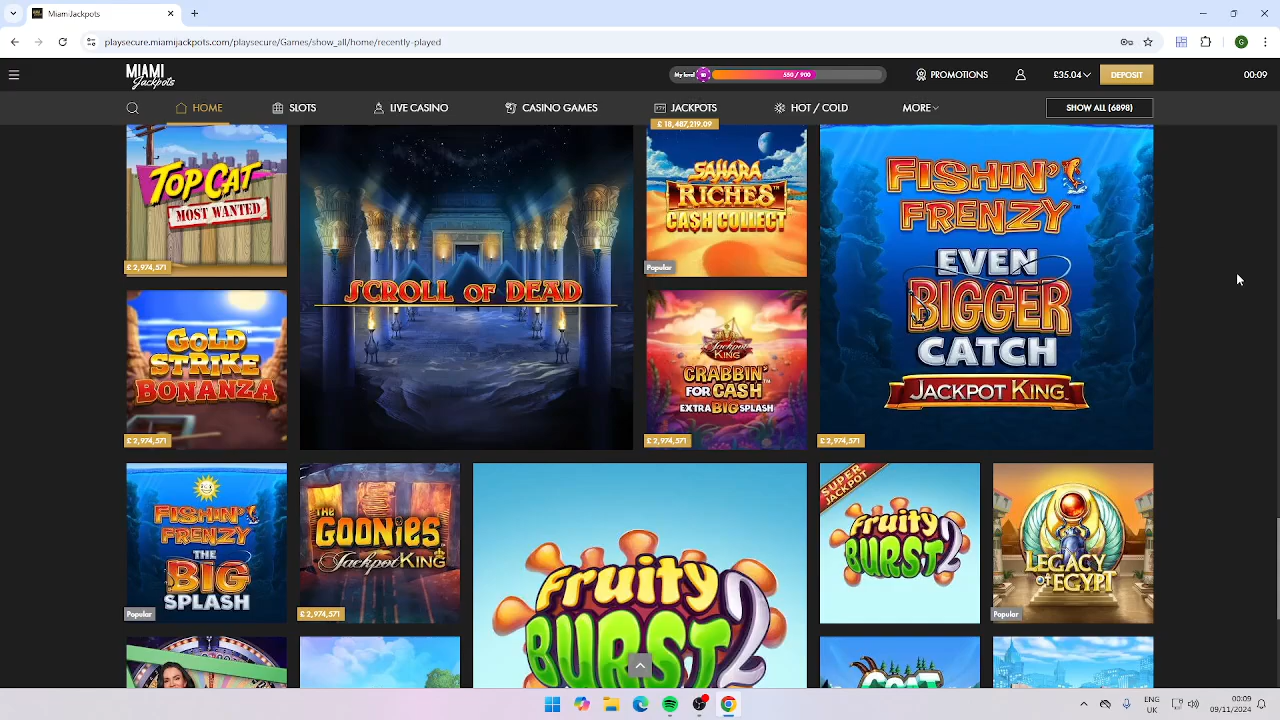 Miami Jackpots
playsecure.miamijackpots.com/playsecure/Games/show_all/home/recently-played
G
MIAMI
Jackpots
My level
550 / 900
PROMOTIONS
£35.04
DEPOSIT
00:09
HOME
SLOTS
LIVE CASINO
CASINO GAMES
JACKPOTS
HOT / COLD
MORE
SHOW ALL (6898)
£ 18,487,219.09
TOP CAT
MOST WANTED
£ 2,974,571
SCROLL OF DEAD
SAHARA
RICHES™
CASH COLLECT
Popular
FISHIN'
FRENZY™
EVEN
BIGGER
CATCH
JACKPOT KING™
£ 2,974,571
GOLD
STRIKE
BONANZA
£ 2,974,571
Jackpot
KING
CRABBIN'
FOR CASH™
EXTRA BIG SPLASH
£ 2,974,571
FISHIN'
FRENZY
THE
BIG
SPLASH
Popular
THE
GOONIES
Jackpot KING
£ 2,974,571
Fruity
BURST 2
SUPER
JACKPOT
Fruity
BURST 2
LEGACY
of EGYPT
Popular
GOAT
ENG
UK
00:09
09/11/2024